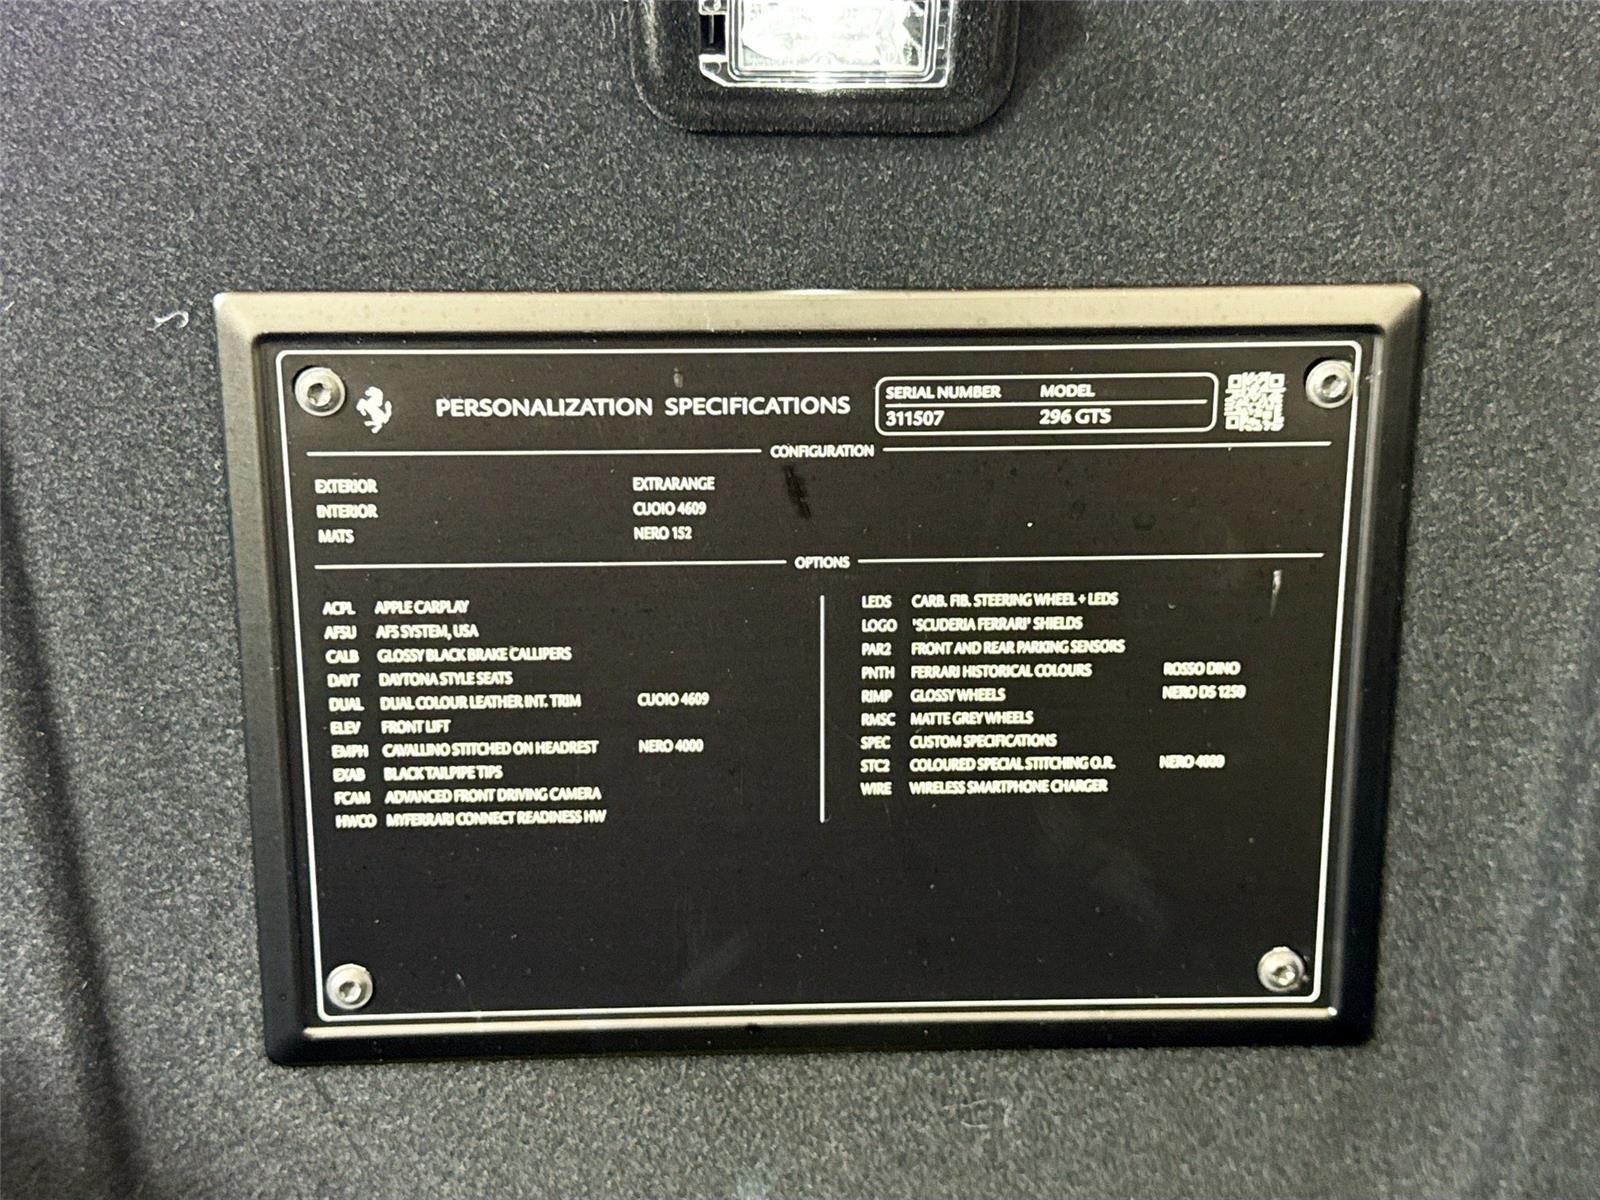 PERSONALIZATION SPECIFICATIONS
SERIAL NUMBER MODEL
311507 296 GTS
CONFIGURATION
EXTERIOR EXTRARANGE
INTERIOR CUOIO 4609
MATS NERO 152
OPTIONS
ACPL APPLE CARPLAY
AFSU AFS SYSTEM, USA
CALB GLOSSY BLACK BRAKE CALLIPERS
DAYT DAYTONA STYLE SEATS
DUAL DUAL COLOUR LEATHER INT. TRIM CUOIO 4609
ELEV FRONT LIFT
EMPH CAVALLINO STITCHED ON HEADREST NERO 4000
EXAB BLACK TAILPIPE TIPS
FCAM ADVANCED FRONT DRIVING CAMERA
HWCO MYFERRARI CONNECT READINESS HW
LEDS CARB. FIB. STEERING WHEEL + LEDS
LOGO 'SCUDERIA FERRARI' SHIELDS
PAR2 FRONT AND REAR PARKING SENSORS
PNTH FERRARI HISTORICAL COLOURS ROSSO DINO
RIMP GLOSSY WHEELS NERO DS 1250
RMSC MATTE GREY WHEELS
SPEC CUSTOM SPECIFICATIONS
STC2 COLOURED SPECIAL STITCHING O.R. NERO 4000
WIRE WIRELESS SMARTPHONE CHARGER